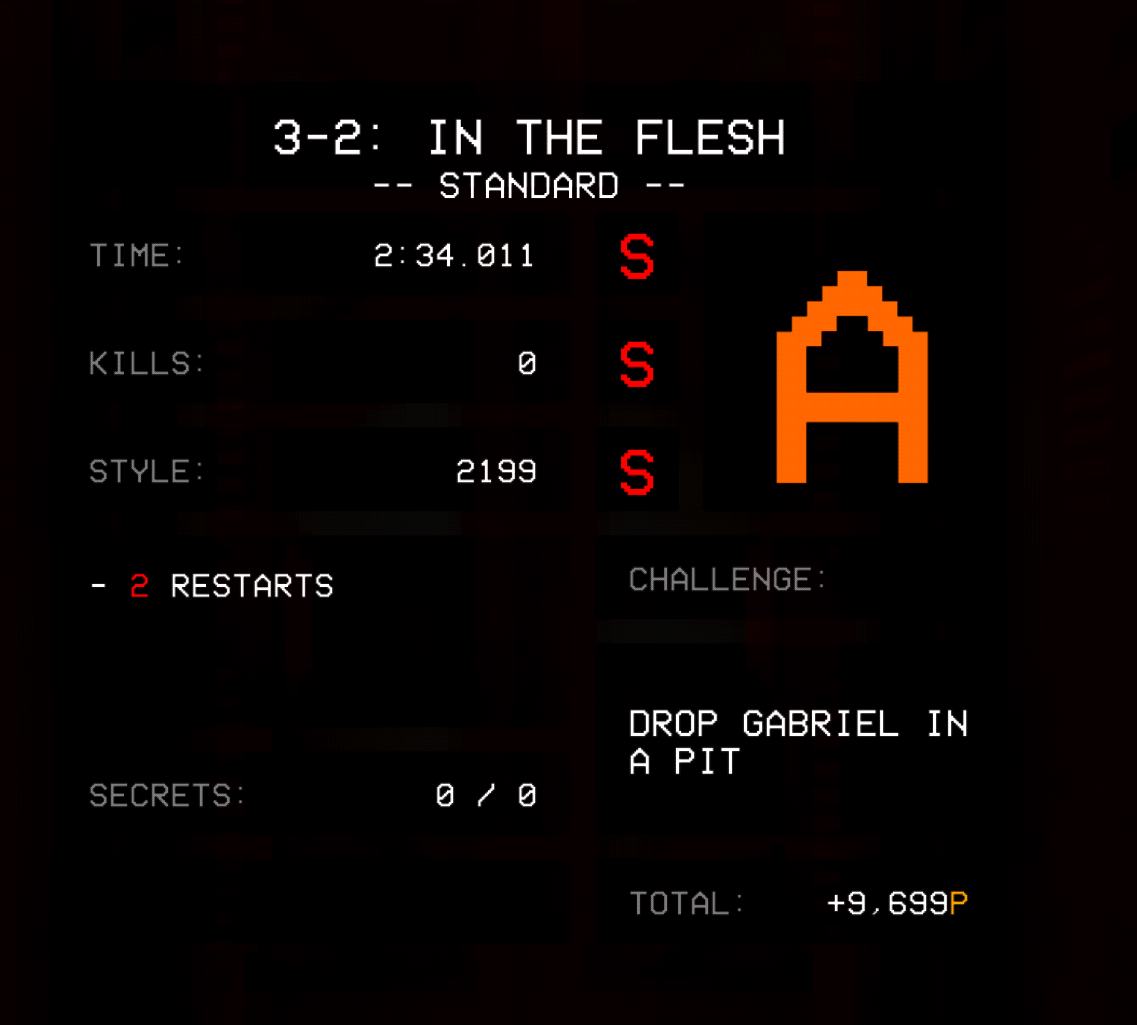 3-2: IN THE FLESH
-- STANDARD --
TIME: 2:34.011 S
KILLS: 0 S
STYLE: 2199 S
A
- 2 RESTARTS
CHALLENGE:
DROP GABRIEL IN
A PIT
SECRETS: 0 / 0
TOTAL: +9,699P